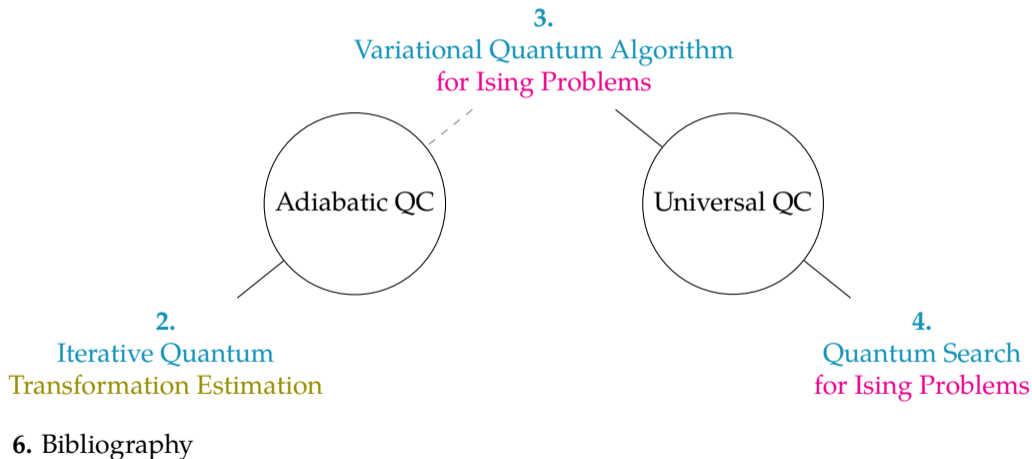 3.
Variational Quantum Algorithm
for Ising Problems
Adiabatic QC
Universal QC
2.
Iterative Quantum
Transformation Estimation
4.
Quantum Search
for Ising Problems
6. Bibliography